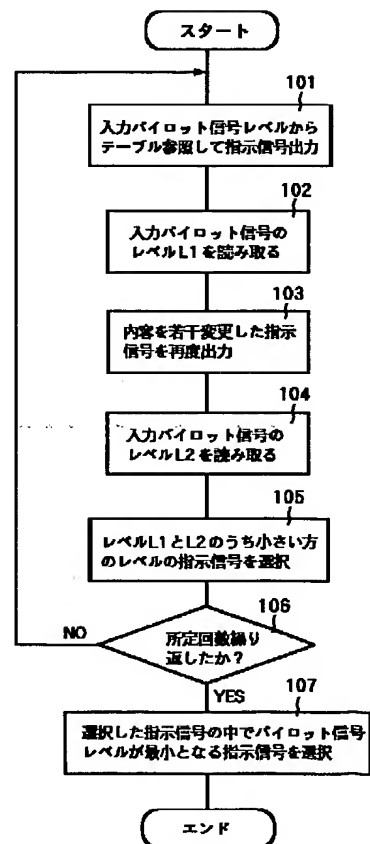 スタート
101
入力パイロット信号レベルから
テーブル参照して指示信号出力
102
入力パイロット信号の
レベルL1を読み取る
103
内容を若干変更した指示
信号を再度出力
104
入力パイロット信号の
レベルL2を読み取る
105
レベルL1とL2のうち小さい方
のレベルの指示信号を選択
106
所定回数繰り
返したか？
NO
YES
107
選択した指示信号の中でパイロット信号
レベルが最小となる指示信号を選択
エンド